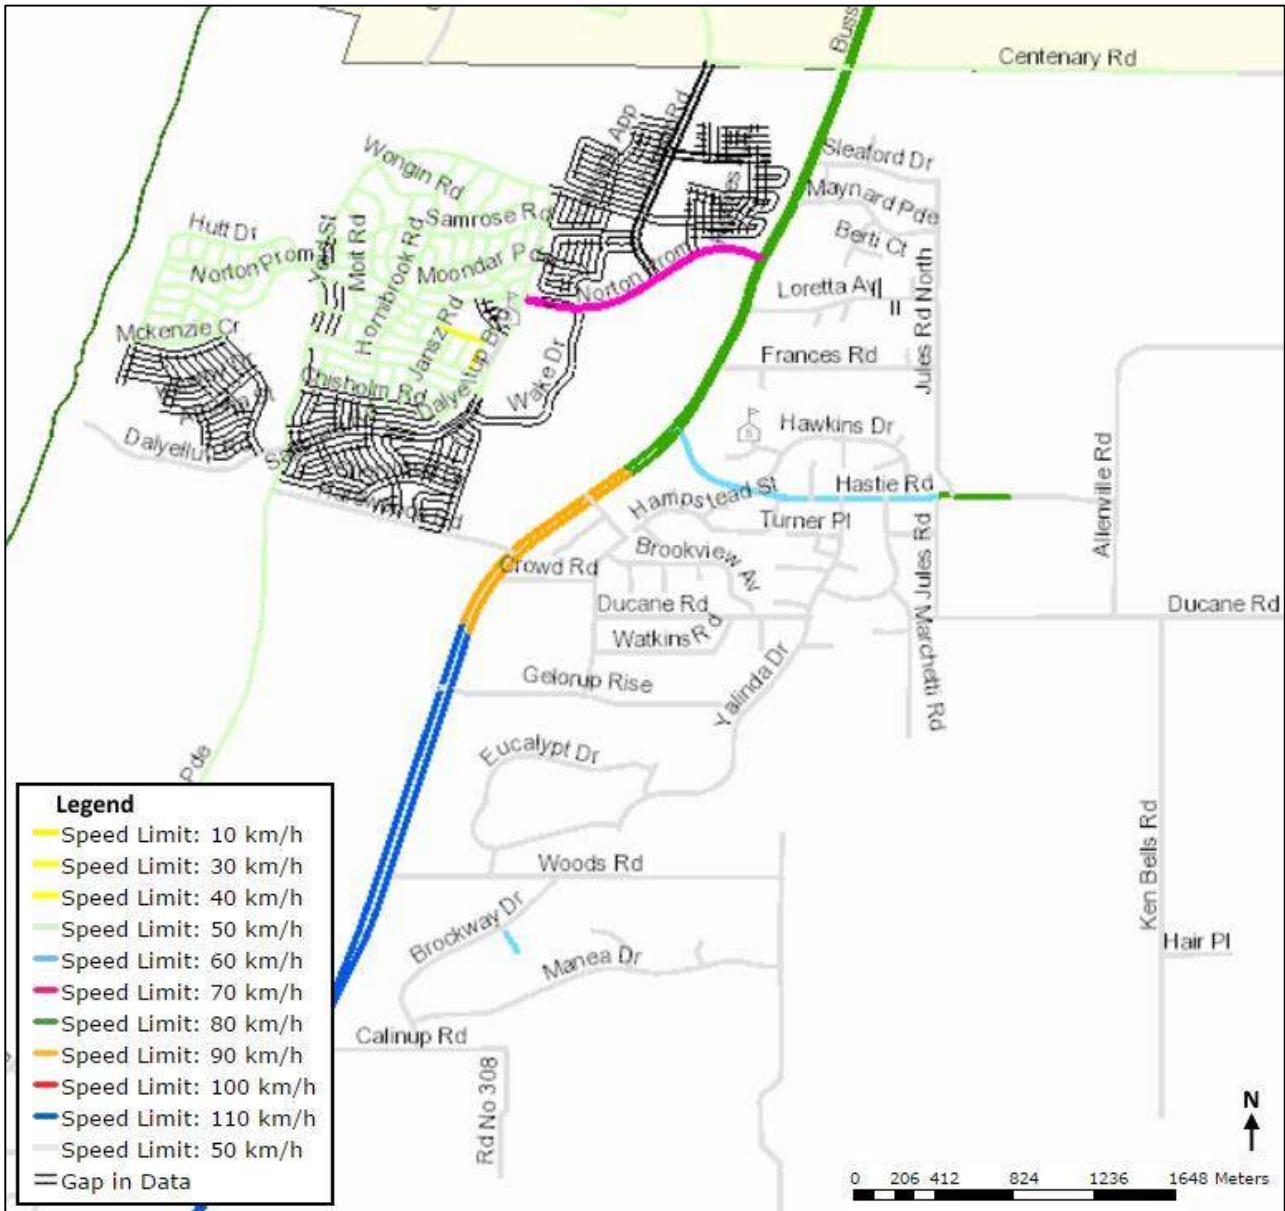 Buss
Centenary Rd
App
Rd
Sleaford Dr
Wongin Rd
Maynard Pde
Samrose Rd
Hutt Dr
Berti Ct
Mott Rd
Hornibrook Rd
Norton Prom
Moondar Pde
Norton Prom
Loretta Av
Jules Rd North
Mckenzie Cr
Jansz Rd
Frances Rd
Chisholm Rd
Dalyellup Bvd
Wake Dr
Hawkins Dr
Dalyellup
Hastie Rd
Hampstead St
Turner Pl
Allenville Rd
Brookview Av
Crowd Rd
Jules Rd
Ducane Rd
Ducane Rd
Watkins Rd
Marchetti Rd
Gelorup Rise
Yalinda Dr
Eucalypt Dr
Pde
Legend
Speed Limit: 10 km/h
Speed Limit: 30 km/h
Speed Limit: 40 km/h
Speed Limit: 50 km/h
Speed Limit: 60 km/h
Speed Limit: 70 km/h
Speed Limit: 80 km/h
Speed Limit: 90 km/h
Speed Limit: 100 km/h
Speed Limit: 110 km/h
Speed Limit: 50 km/h
Gap in Data
Woods Rd
Ken Bells Rd
Brockway Dr
Manea Dr
Hair Pl
Calinup Rd
Rd No 308
N
0 206 412 824 1236 1648 Meters